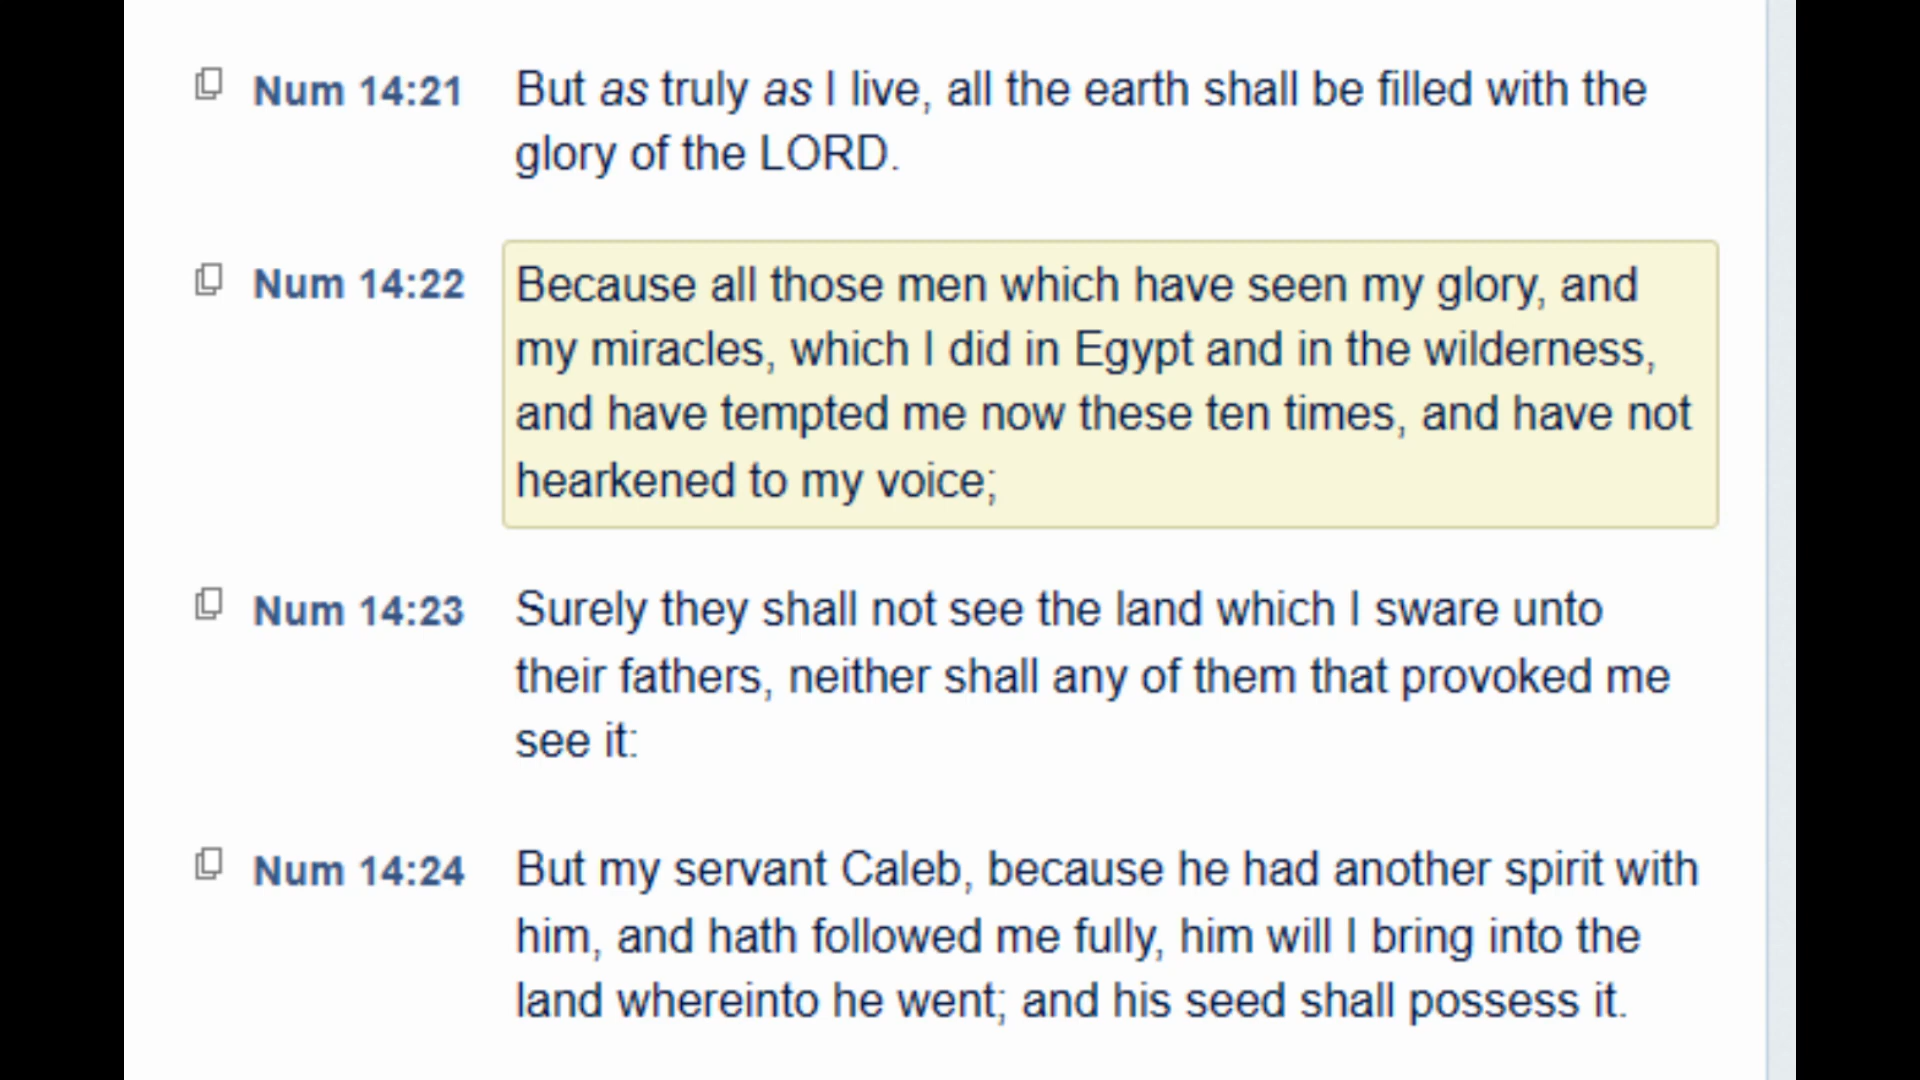 Num 14:21 But as truly as I live, all the earth shall be filled with the
glory of the LORD.
Num 14:22 Because all those men which have seen my glory, and
my miracles, which I did in Egypt and in the wilderness,
and have tempted me now these ten times, and have not
hearkened to my voice;
Num 14:23 Surely they shall not see the land which I sware unto
their fathers, neither shall any of them that provoked me
see it:
Num 14:24 But my servant Caleb, because he had another spirit with
him, and hath followed me fully, him will I bring into the
land whereinto he went; and his seed shall possess it.